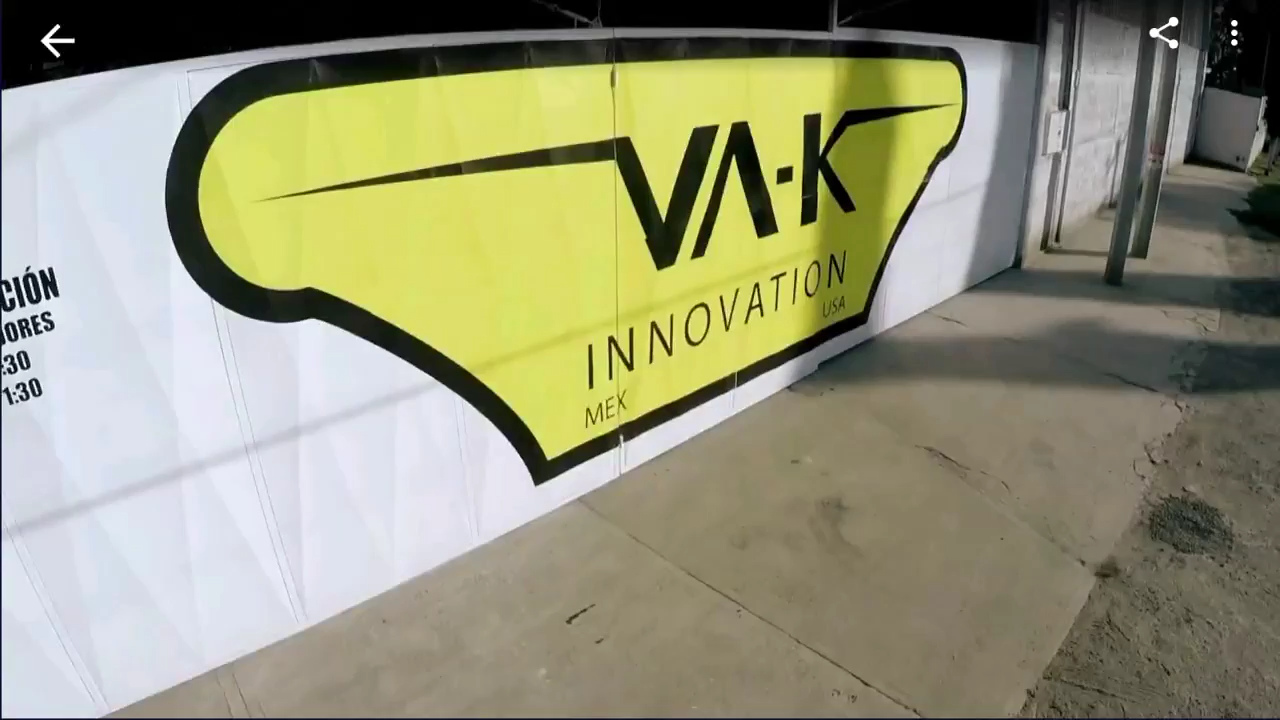 CIÓN
ORES
:30
1:30
VA-K
INNOVATION
USA
MEX